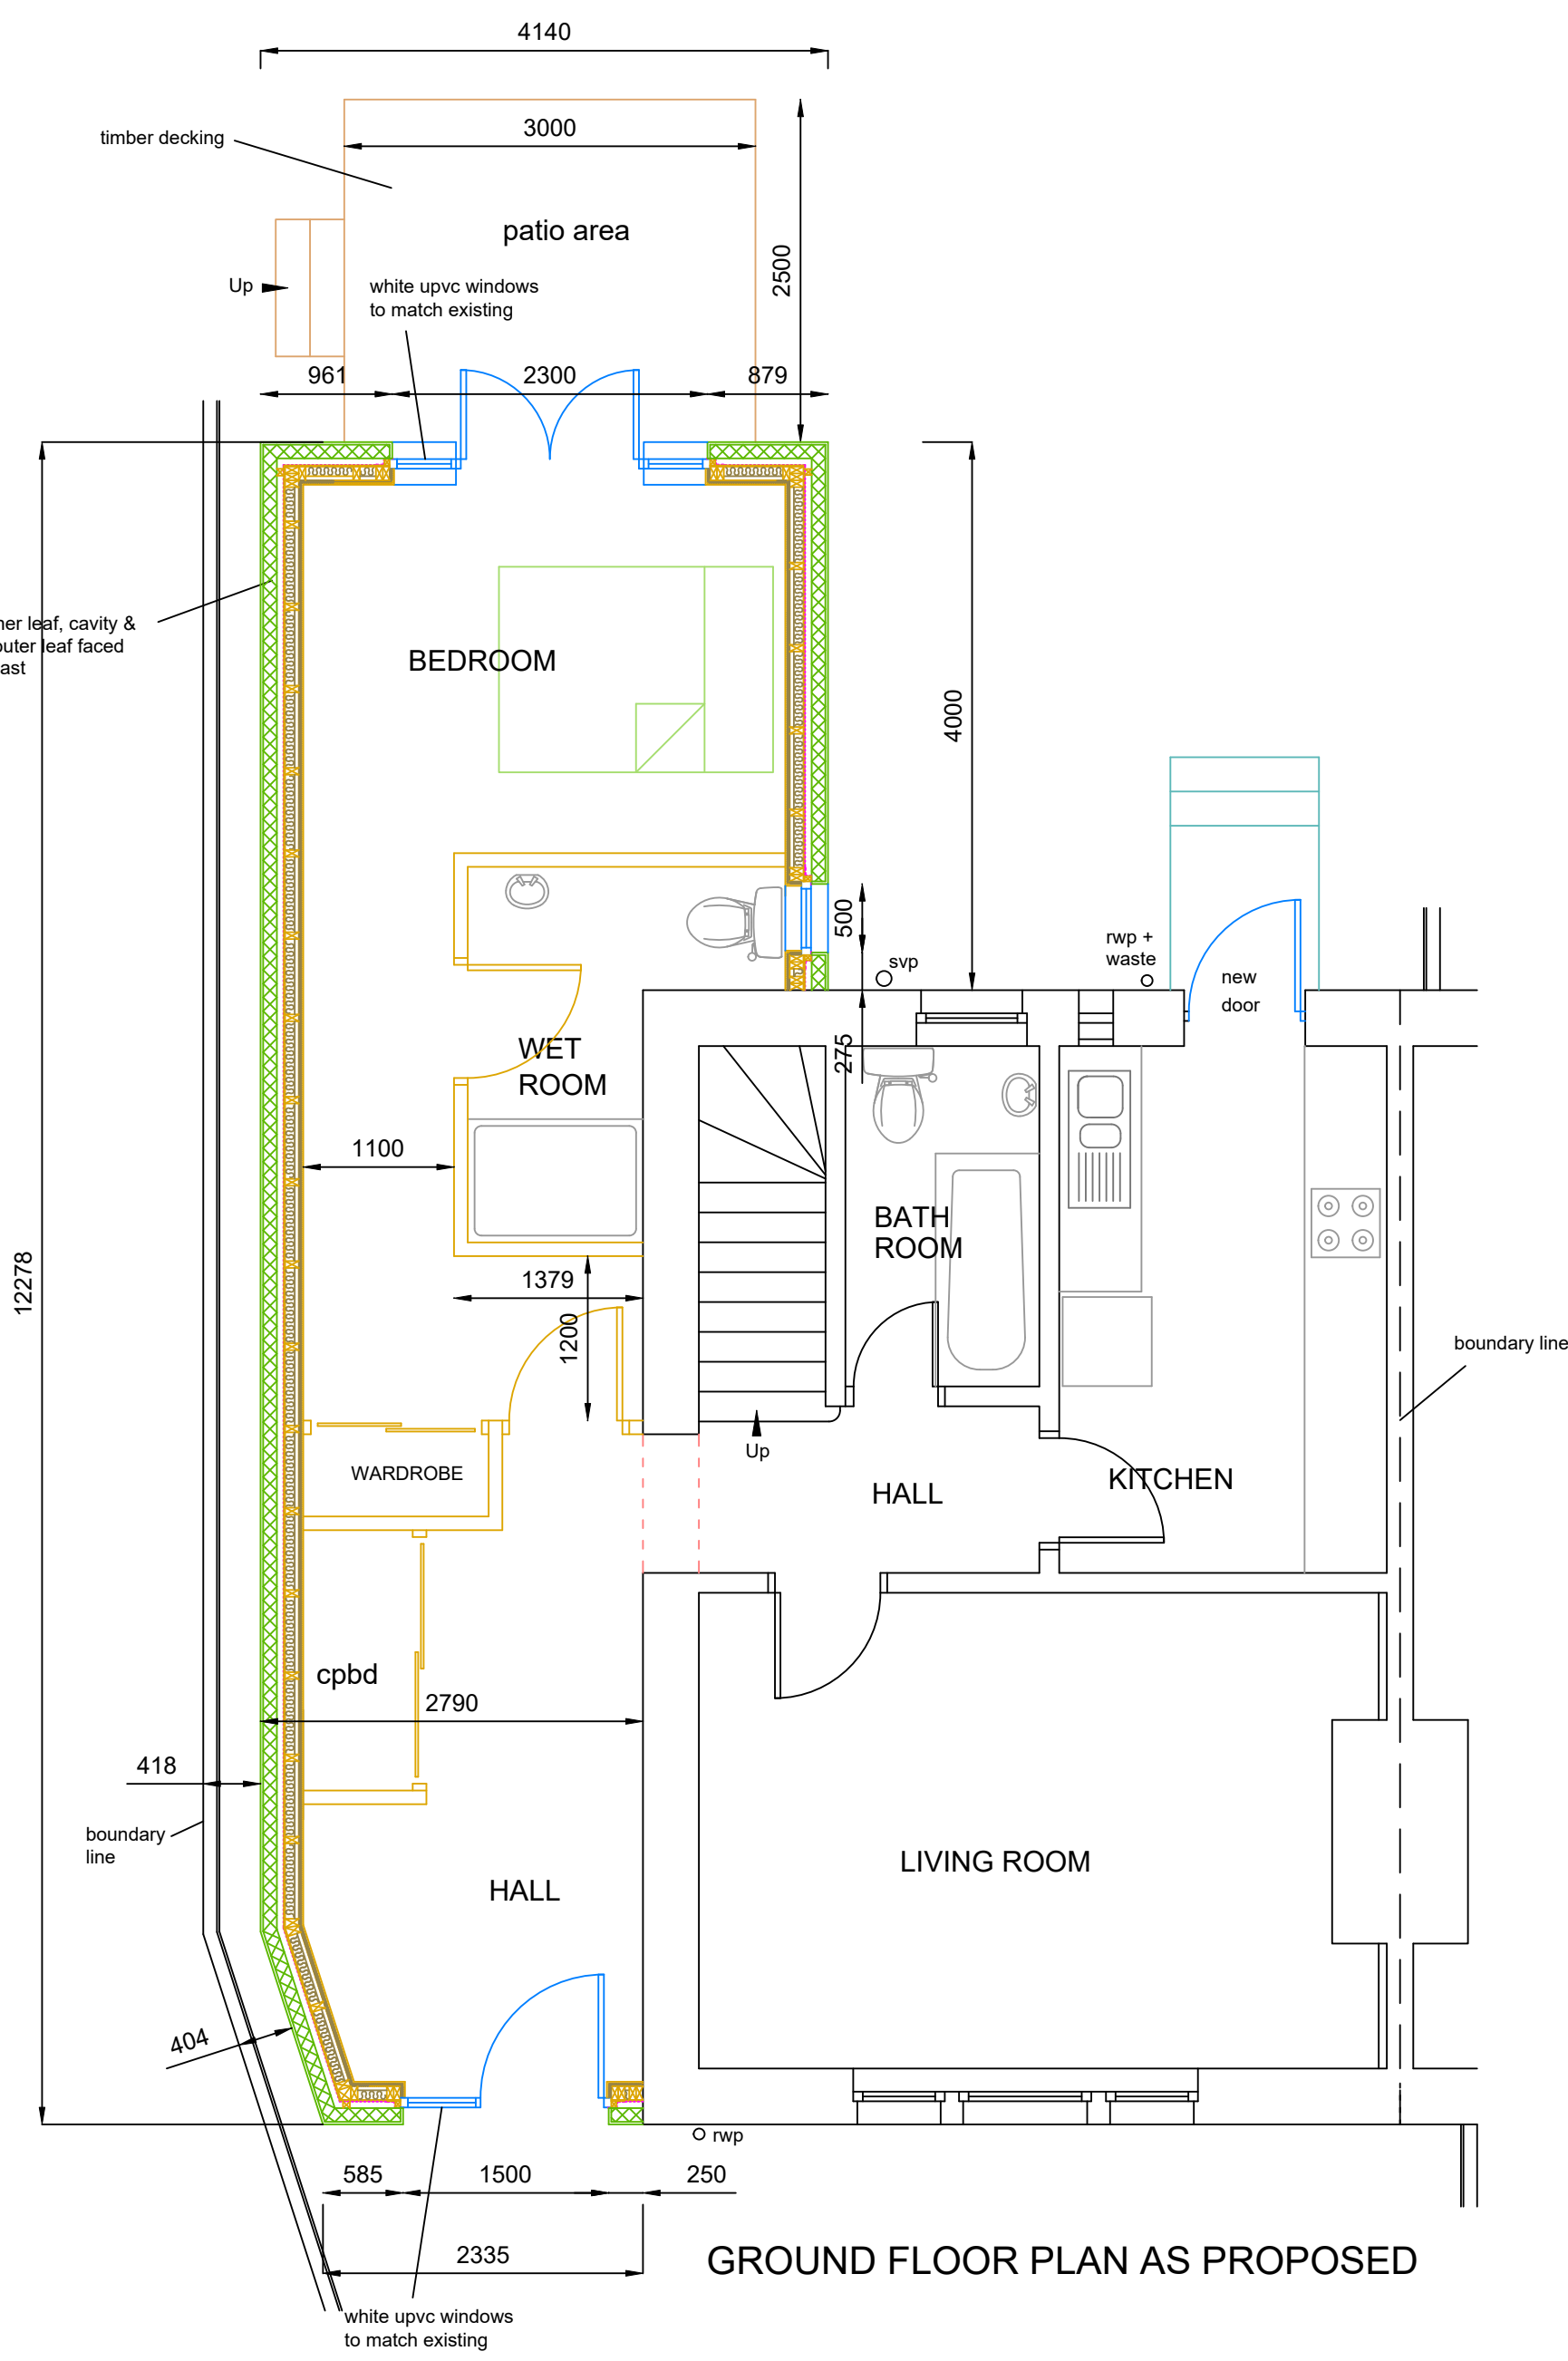 4140
timber decking
3000
patio area
2500
Up
white upvc windows
to match existing
961
2300
879
leaf, cavity &
leaf faced
BEDROOM
4000
500
svp
rwp +
waste
new
door
275
WET
ROOM
1100
BATH
ROOM
12278
1379
1200
boundary line
Up
WARDROBE
HALL
KITCHEN
cpbd
2790
418
boundary
line
LIVING ROOM
HALL
404
rwp
585
1500
250
2335
GROUND FLOOR PLAN AS PROPOSED
white upvc windows
to match existing